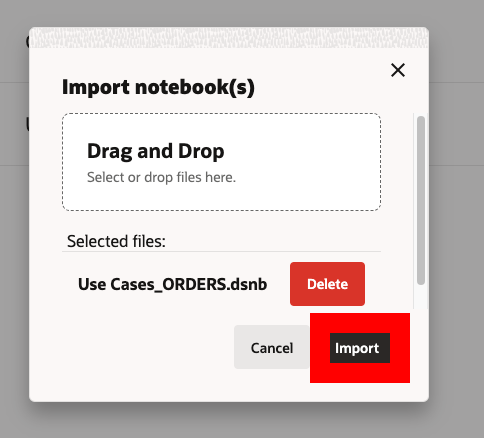 Import notebook(s)
Drag and Drop
Select or drop files here.
Selected files:
Use Cases_ORDERS.dsnb
Delete
Cancel
Import